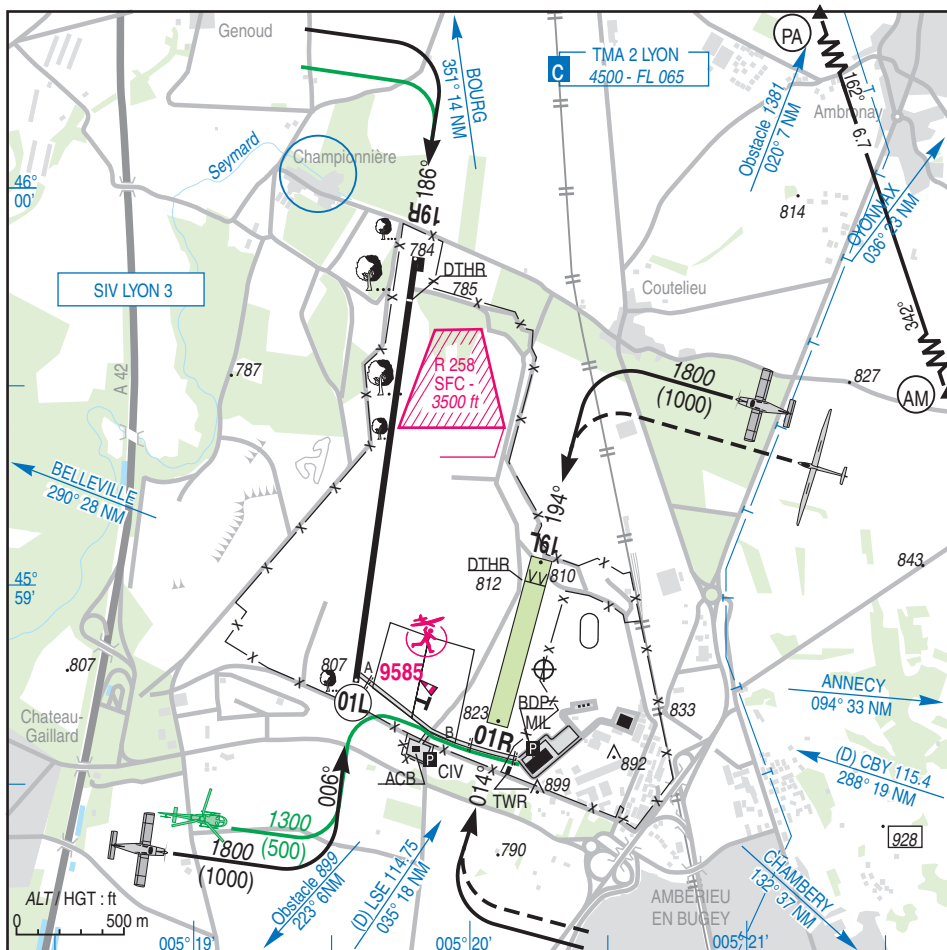 Genoud
BOURG
351° 14 NM
TMA 2 LYON
C
4500 - FL 065
PA
Obstacle 1381
020° 7 NM
162°
6.7
342°
AM
Ambronay
OYONNAX
036° 23 NM
814
Seymard
Championnière
46°
00'
186°
19R
784
DTHR
785
SIV LYON 3
Coutelieu
R 258
SFC -
3500 ft
787
A 42
1800
(1000)
827
BELLEVILLE
290° 28 NM
194°
19L
DTHR
812
810
843
45°
59'
807
807
A
9585
01L
T
823
B
01R
BDP
MIL
P
833
892
ANNECY
094° 33 NM
Chateau-
Gaillard
006°
ACB
P
CIV
014°
TWR
899
(D) CBY 115.4
288° 19 NM
1300
(500)
1800
(1000)
790
928
Obstacle 899
223° 6NM
(D) LSE 114.75
035° 18 NM
AMBÉRIEU
EN BUGEY
CHAMBERY
132° 37 NM
ALT / HGT : ft
0 500 m
005° 19'
005° 20'
005° 21'